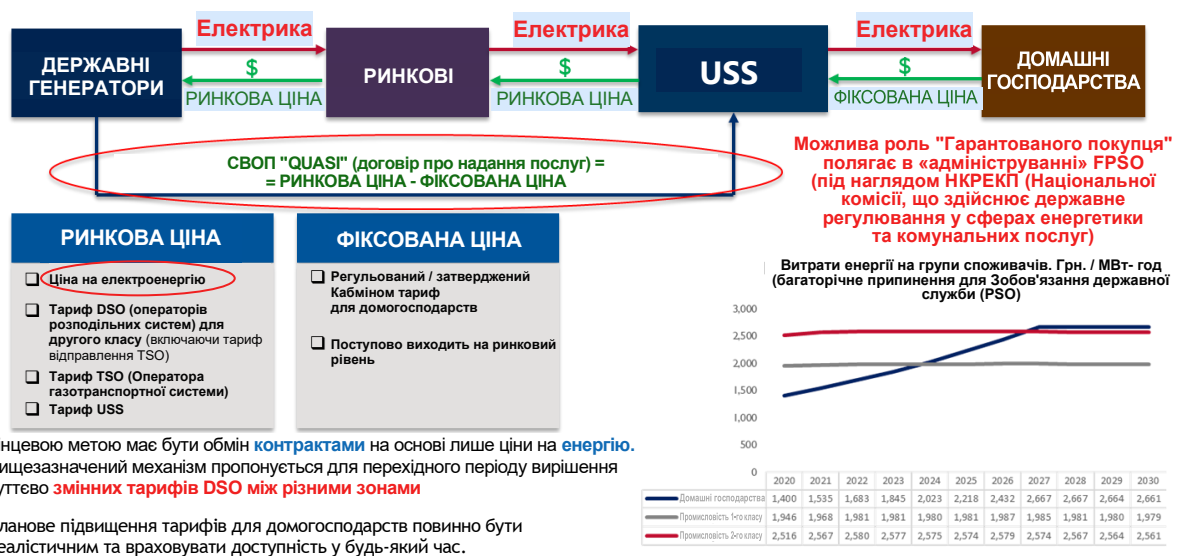 Електрика
Електрика
Електрика
ДЕРЖАВНІ
ГЕНЕРАТОРИ
$
РИНКОВА ЦІНА
РИНКОВІ
$
РИНКОВА ЦІНА
USS
$
ФІКСОВАНА ЦІНА
ДОМАШНІ
ГОСПОДАРСТВА
СВОП "QUASI" (договір про надання послуг) =
= РИНКОВА ЦІНА - ФІКСОВАНА ЦІНА
Можлива роль "Гарантованого покупця"
полягає в «адмініструванні» FPSO
(під наглядом НКРЕКП (Національної
комісії, що здійснює державне
регулювання у сферах енергетики
та комунальних послуг)
РИНКОВА ЦІНА
Ціна на електроенергію
Тариф DSO (операторів
розподільних систем) для
другого класу (включаючи тариф
відправлення TSO)
Тариф TSO (Оператора
газотранспортної системи)
Тариф USS
ФІКСОВАНА ЦІНА
Регульований / затверджений
Кабміном тариф
для домогосподарств
Поступово виходить на ринковий
рівень
Витрати енергії на групи споживачів. Грн. / МВт- год
(багаторічне припинення для Зобов'язання державної
служби (PSO)
3,000
2,500
2,000
1,500
1,000
500
0
2020 2021 2022 2023 2024 2025 2026 2027 2028 2029 2030
Домашні господарства 1,400 1,535 1,683 1,845 2,023 2,218 2,432 2,667 2,667 2,664 2,661
Промисловість 1-го класу 1,946 1,968 1,981 1,981 1,980 1,981 1,987 1,985 1,981 1,980 1,979
Промисловість 2-го класу 2,516 2,567 2,580 2,577 2,575 2,574 2,579 2,574 2,567 2,564 2,561
інцевою метою має бути обмін контрактами на основі лише ціни на енергію.
ищезазначений механізм пропонується для перехідного періоду вирішення
уттєво змінних тарифів DSO між різними зонами
ланове підвищення тарифів для домогосподарств повинно бути
еалістичним та враховувати доступність у будь-який час.